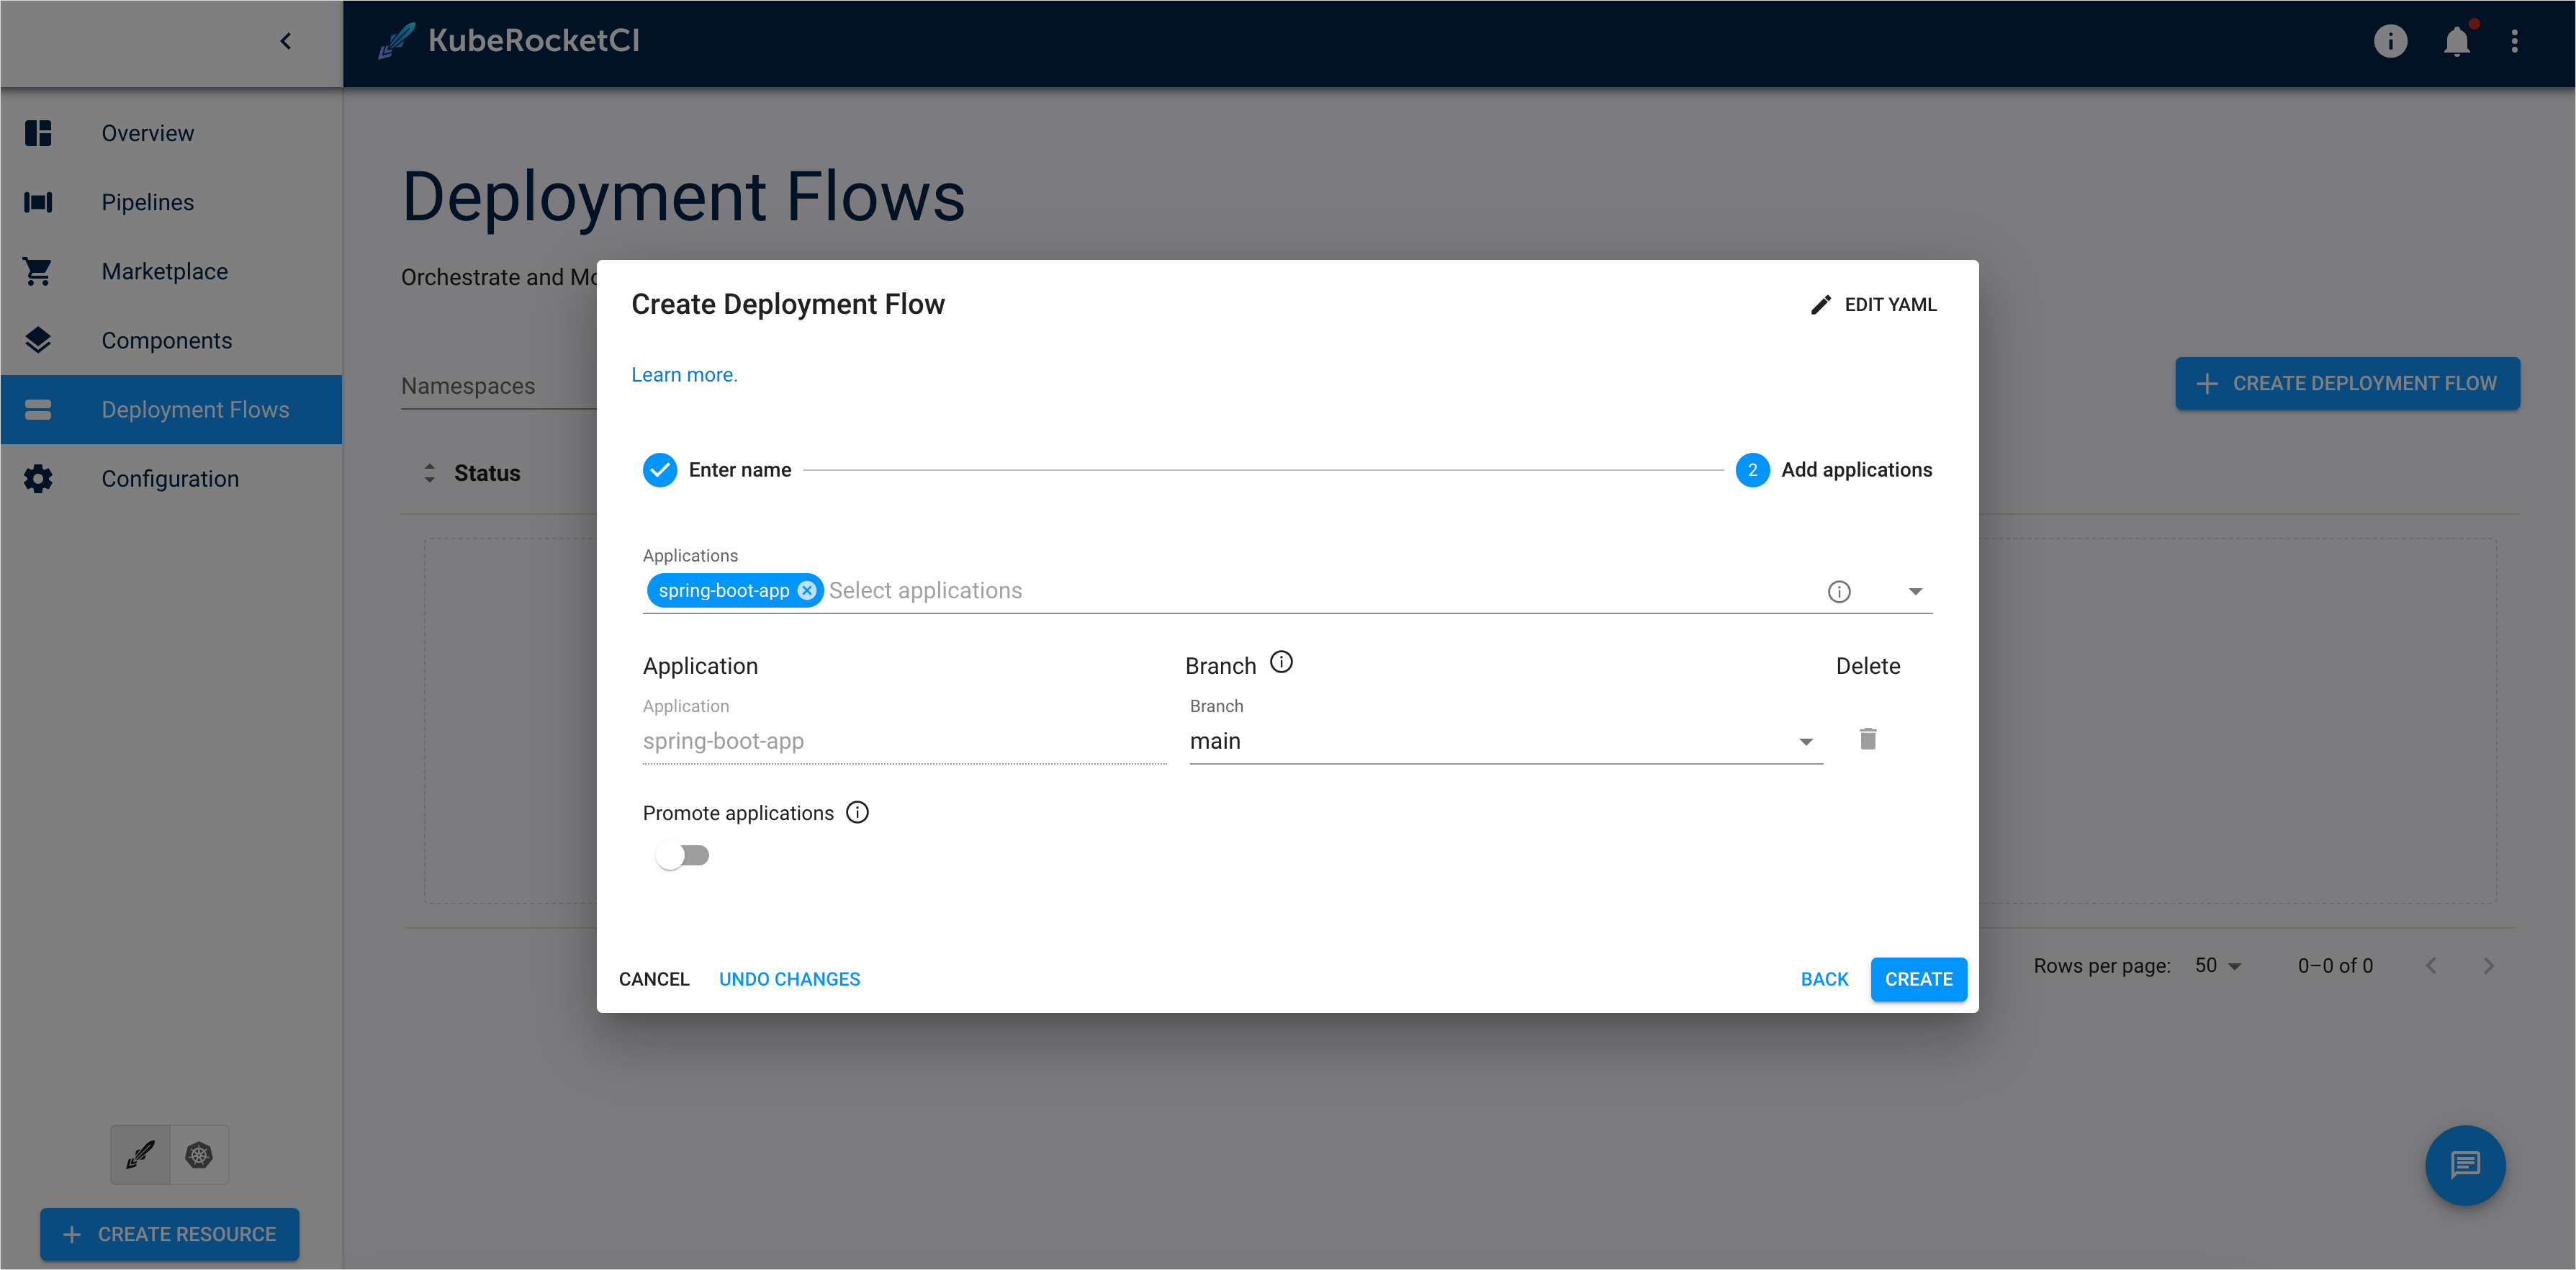 KubeRocketCI
Overview
Pipelines
Marketplace
Components
Deployment Flows
Configuration
CREATE RESOURCE
Deployment Flows
Orchestrate and Mo
Namespaces
CREATE DEPLOYMENT FLOW
Status
Create Deployment Flow
EDIT YAML
Learn more.
Enter name
2 Add applications
Applications
spring-boot-app Select applications
Application Branch Delete
Application Branch
spring-boot-app main
Promote applications
CANCEL UNDO CHANGES BACK CREATE
Rows per page: 50 0–0 of 0